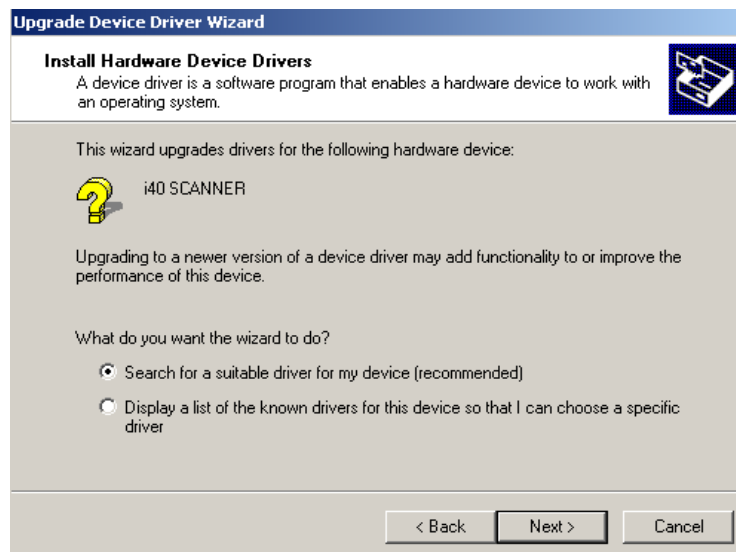 Upgrade Device Driver Wizard
Install Hardware Device Drivers
A device driver is a software program that enables a hardware device to work with
an operating system.
This wizard upgrades drivers for the following hardware device:
i40 SCANNER
Upgrading to a newer version of a device driver may add functionality to or improve the
performance of this device.
What do you want the wizard to do?
Search for a suitable driver for my device (recommended)
Display a list of the known drivers for this device so that I can choose a specific
driver
< Back
Next >
Cancel